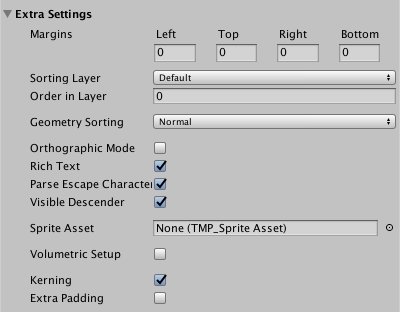 Extra Settings
Margins Left Top Right Bottom
0 0 0 0
Sorting Layer Default
Order in Layer 0
Geometry Sorting Normal
Orthographic Mode
Rich Text
Parse Escape Character
Visible Descender
Sprite Asset None (TMP_Sprite Asset)
Volumetric Setup
Kerning
Extra Padding